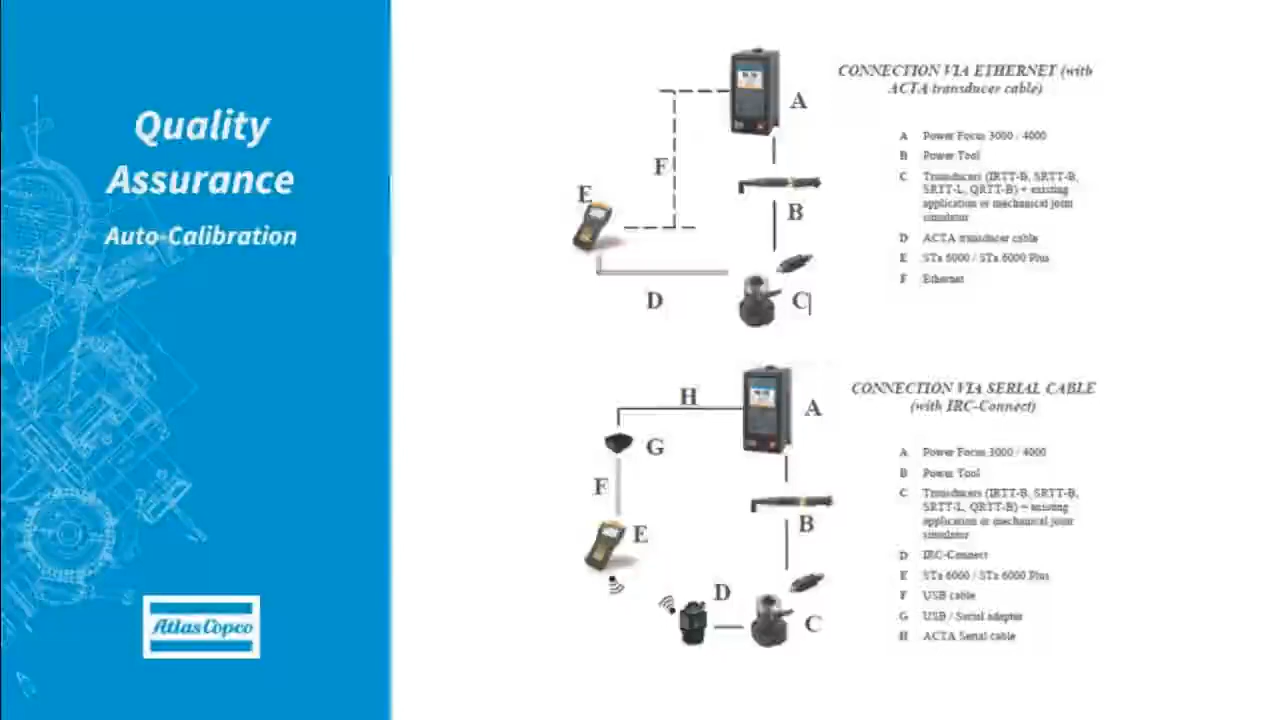 Quality
Assurance
Auto-Calibration
Atlas Copco
CONNECTION VIA ETHERNET (with
ACTA transducer cable)
A
B
C
D
E
F
A Power Focus 3000 / 4000
B Power Tool
C Transducers (IRTT-B, SRTT-B,
SRTT-L, QRTT-B) + existing
application or mechanical joint
simulator
D ACTA transducer cable
E STa 6000 / STa 6000 Plus
F Ethernet
CONNECTION VIA SERIAL CABLE
(with IRC-Connect)
H
A
G
F
B
E
D
C
A Power Focus 3000 / 4000
B Power Tool
C Transducers (IRTT-B, SRTT-B,
SRTT-L, QRTT-B) + existing
application or mechanical joint
simulator
D IRC-Connect
E STa 6000 / STa 6000 Plus
F USB cable
G USB / Serial adapter
H ACTA Serial cable